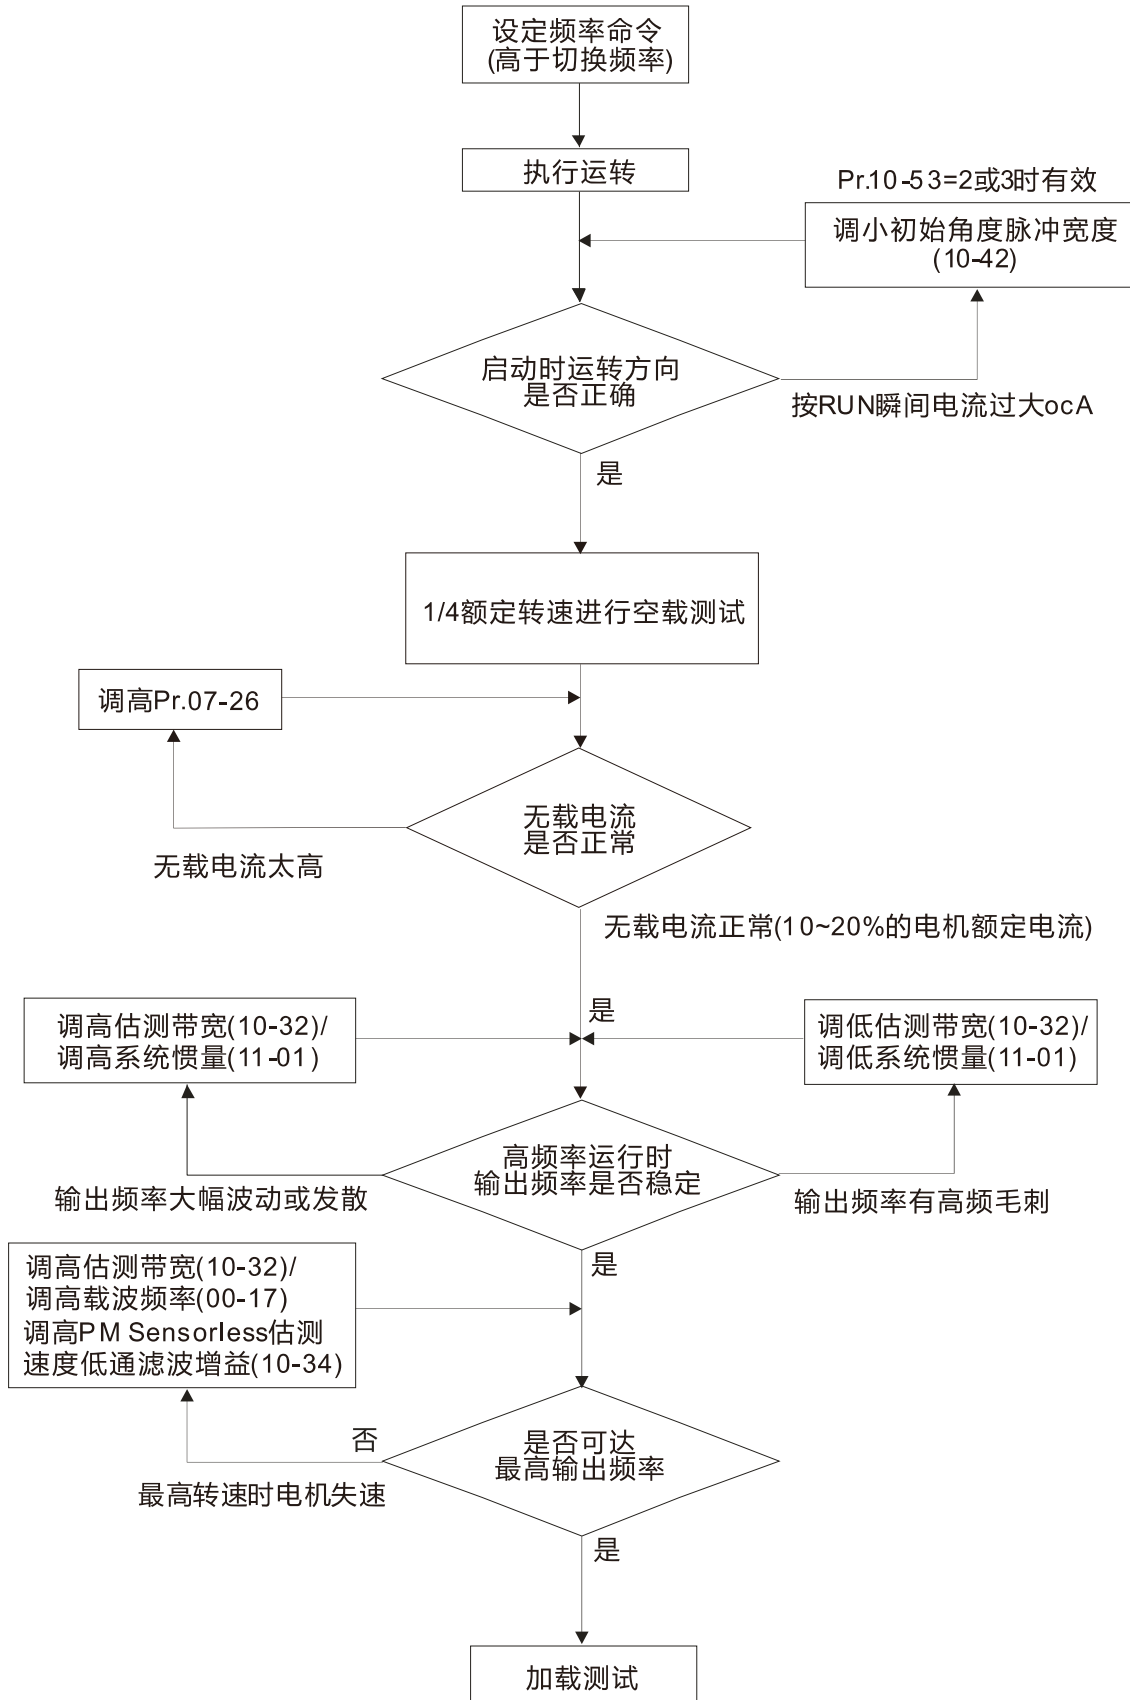 设定频率命令
(高于切换频率)
执行运转
Pr.10-53=2或3时有效
调小初始角度脉冲宽度
(10-42)
启动时运转方向
是否正确
按RUN瞬间电流过大ocA
是
1/4额定转速进行空载测试
调高Pr.07-26
无载电流
是否正常
无载电流太高
无载电流正常(10~20%的电机额定电流)
是
调高估测带宽(10-32)/
调高系统惯量(11-01)
调低估测带宽(10-32)/
调低系统惯量(11-01)
高频率运行时
输出频率是否稳定
输出频率大幅波动或发散
输出频率有高频毛刺
是
调高估测带宽(10-32)/
调高载波频率(00-17)
调高PM Sensorless估测
速度低通滤波增益(10-34)
否
是否可达
最高输出频率
最高转速时电机失速
是
加载测试